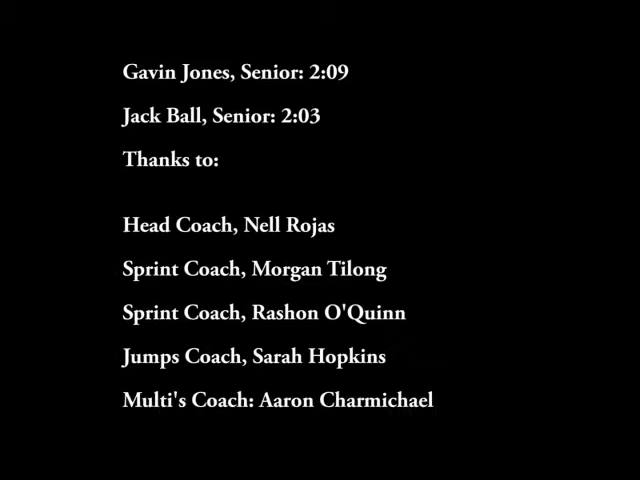 Gavin Jones, Senior: 2:09
Jack Ball, Senior: 2:03
Thanks to:
Head Coach, Nell Rojas
Sprint Coach, Morgan Tilong
Sprint Coach, Rashon O'Quinn
Jumps Coach, Sarah Hopkins
Multi's Coach: Aaron Charmichael